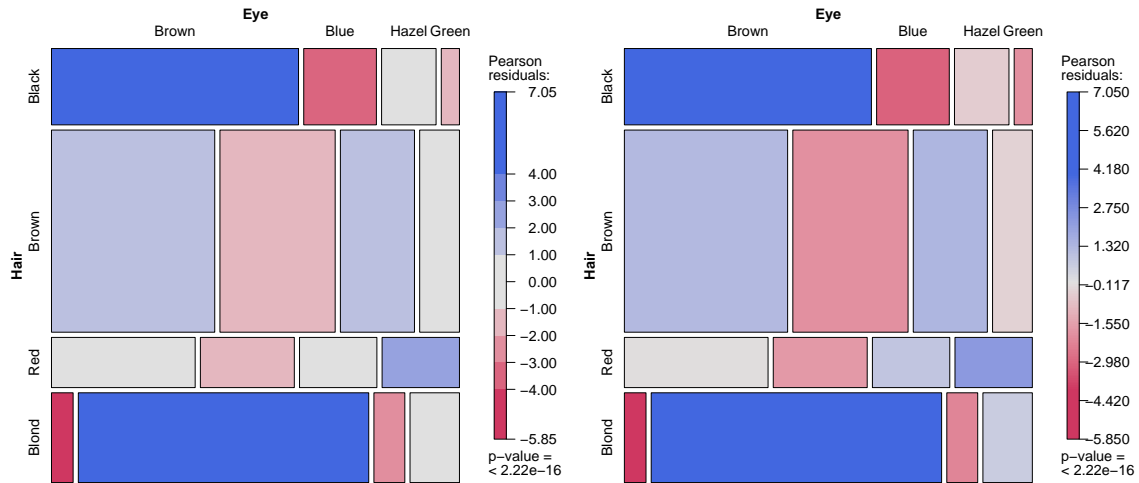 Eye
Brown Blue Hazel Green
Hair
Black
Brown
Red
Blond
Pearson
residuals:
7.05
4.00
3.00
2.00
1.00
0.00
−1.00
−2.00
−3.00
−4.00
−5.85
p−value =
< 2.22e−16
Eye
Brown Blue Hazel Green
Hair
Black
Brown
Red
Blond
Pearson
residuals:
7.050
5.620
4.180
2.750
1.320
−0.117
−1.550
−2.980
−4.420
−5.850
p−value =
< 2.22e−16